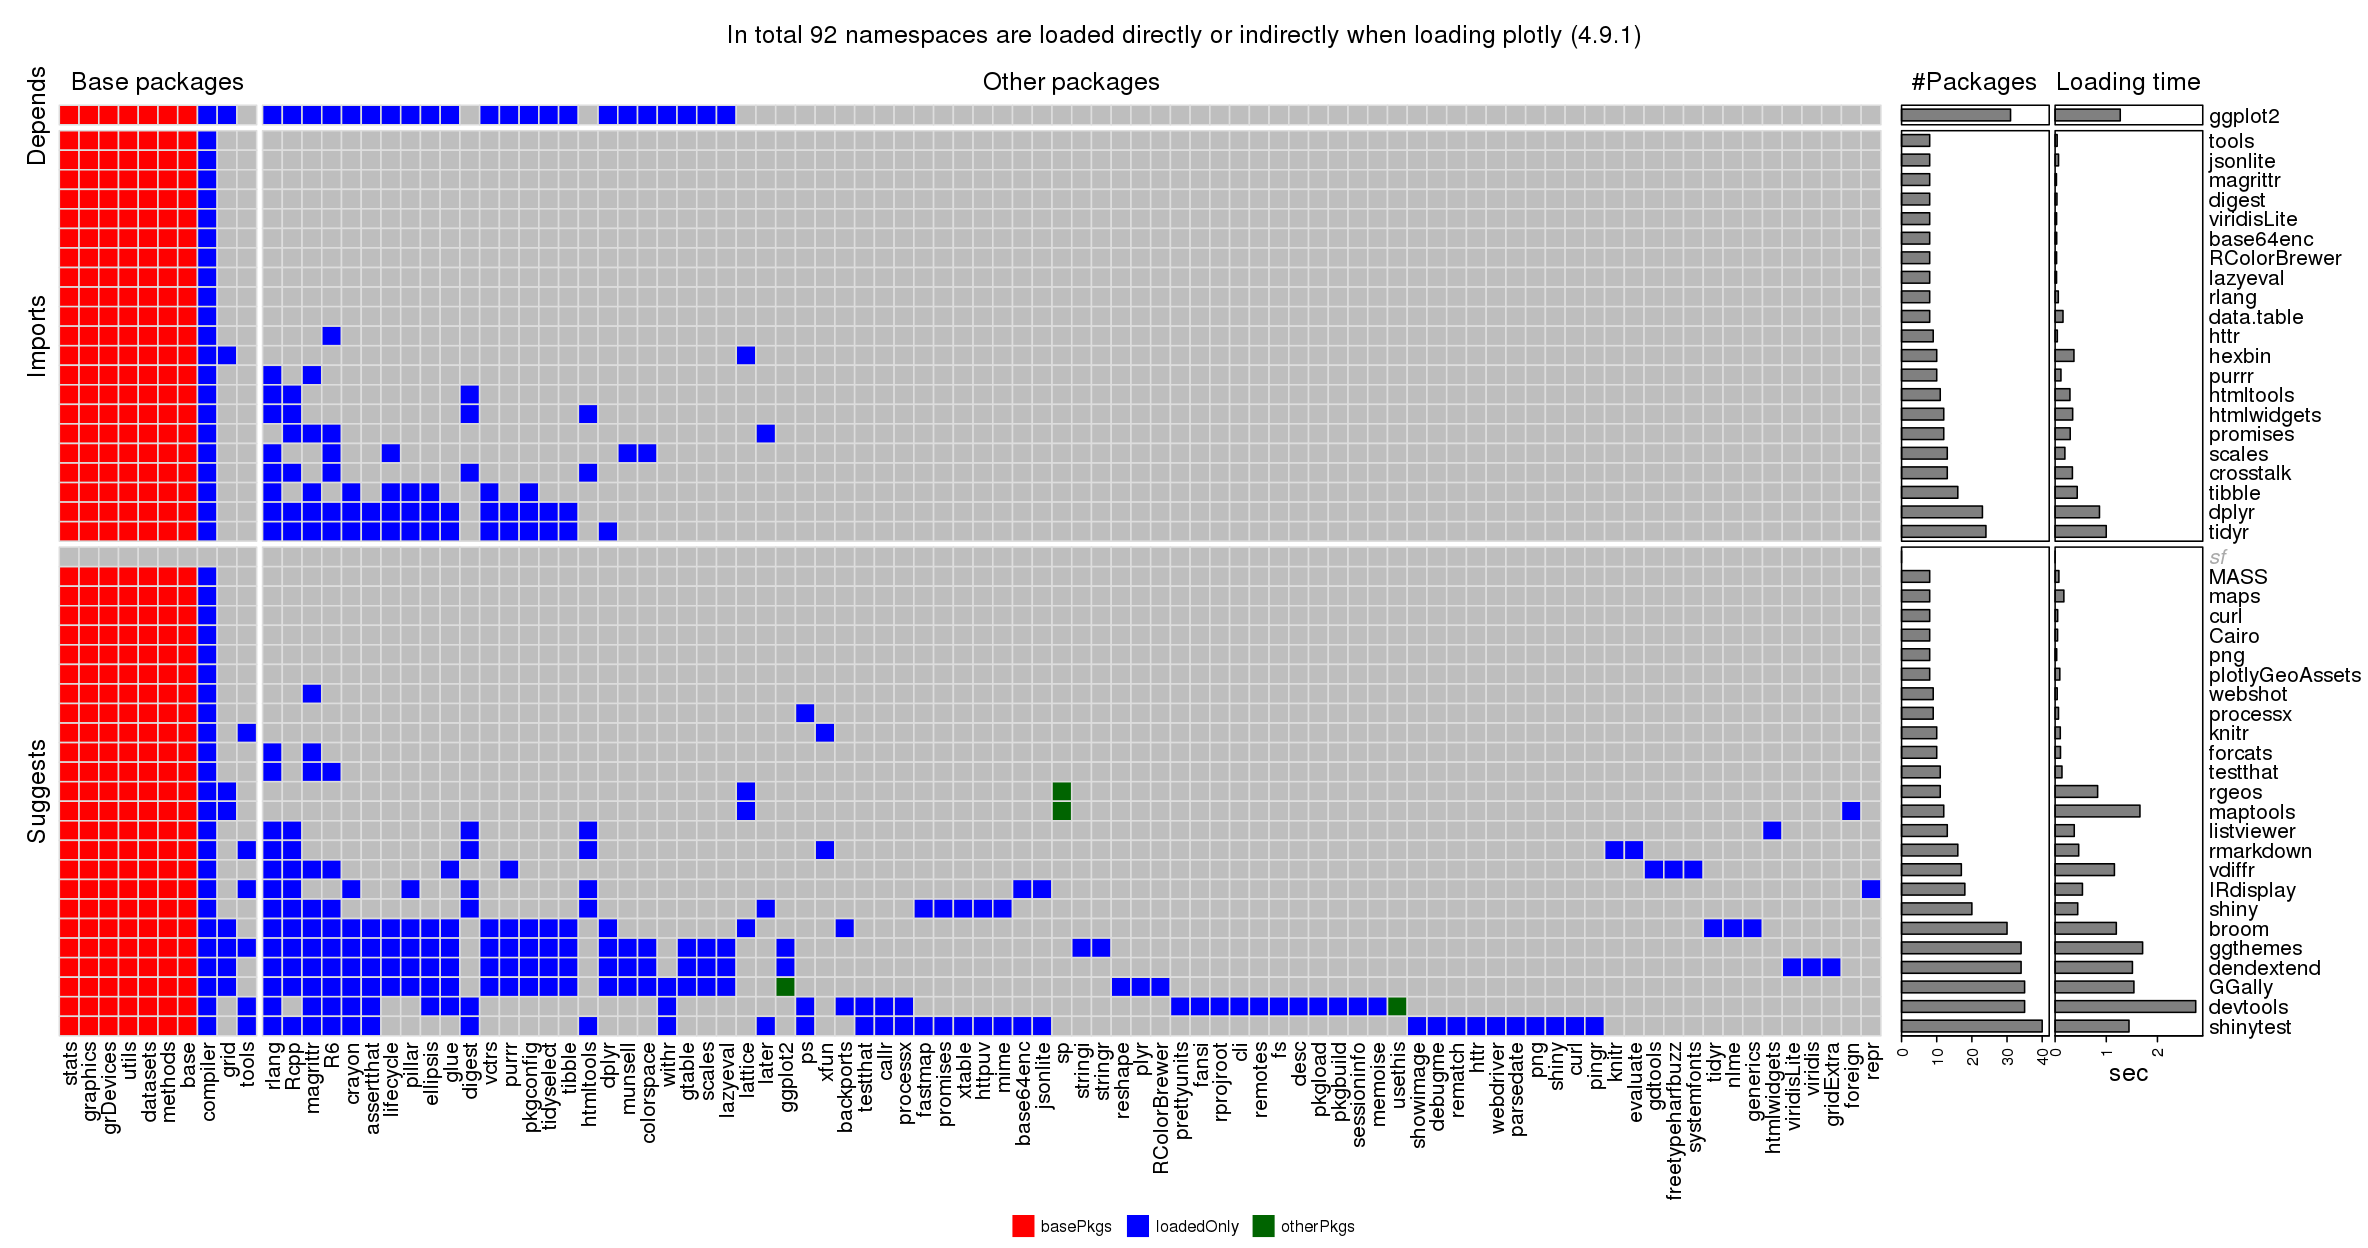 In total 92 namespaces are loaded directly or indirectly when loading plotly (4.9.1)
Base packages
Other packages
#Packages
Loading time
Depends
Imports
Suggests
ggplot2
tools
jsonlite
magrittr
digest
viridisLite
base64enc
RColorBrewer
lazyeval
rlang
data.table
httr
hexbin
purrr
htmltools
htmlwidgets
promises
scales
crosstalk
tibble
dplyr
tidyr
sf
MASS
maps
curl
Cairo
png
plotlyGeoAssets
webshot
processx
knitr
forcats
testthat
rgeos
maptools
listviewer
rmarkdown
vdiffr
IRdisplay
shiny
broom
ggthemes
dendextend
GGally
devtools
shinytest
stats
graphics
grDevices
utils
datasets
methods
base
compiler
grid
tools
rlang
Rcpp
magrittr
R6
crayon
assertthat
lifecycle
pillar
ellipsis
glue
digest
vctrs
purrr
pkgconfig
tidyselect
tibble
htmltools
dplyr
munsell
colorspace
gtable
scales
lazyeval
lattice
later
ggplot2
ps
xfun
backports
testthat
callr
processx
fastmap
promises
xtable
httpuv
mime
base64enc
jsonlite
sp
stringi
stringr
reshape
plyr
RColorBrewer
prettyunits
fansi
rprojroot
cli
remotes
fs
desc
pkgload
pkgbuild
sessioninfo
memoise
usethis
showimage
debugme
rematch
httr
webdriver
parsedate
png
shiny
curl
pingr
knitr
evaluate
gdtools
freetypeharfbuzz
systemfonts
tidyr
nlme
generics
htmlwidgets
viridisLite
viridis
gridExtra
foreign
repr
0 10 20 30 40
0 1 2
sec
basePkgs loadedOnly otherPkgs